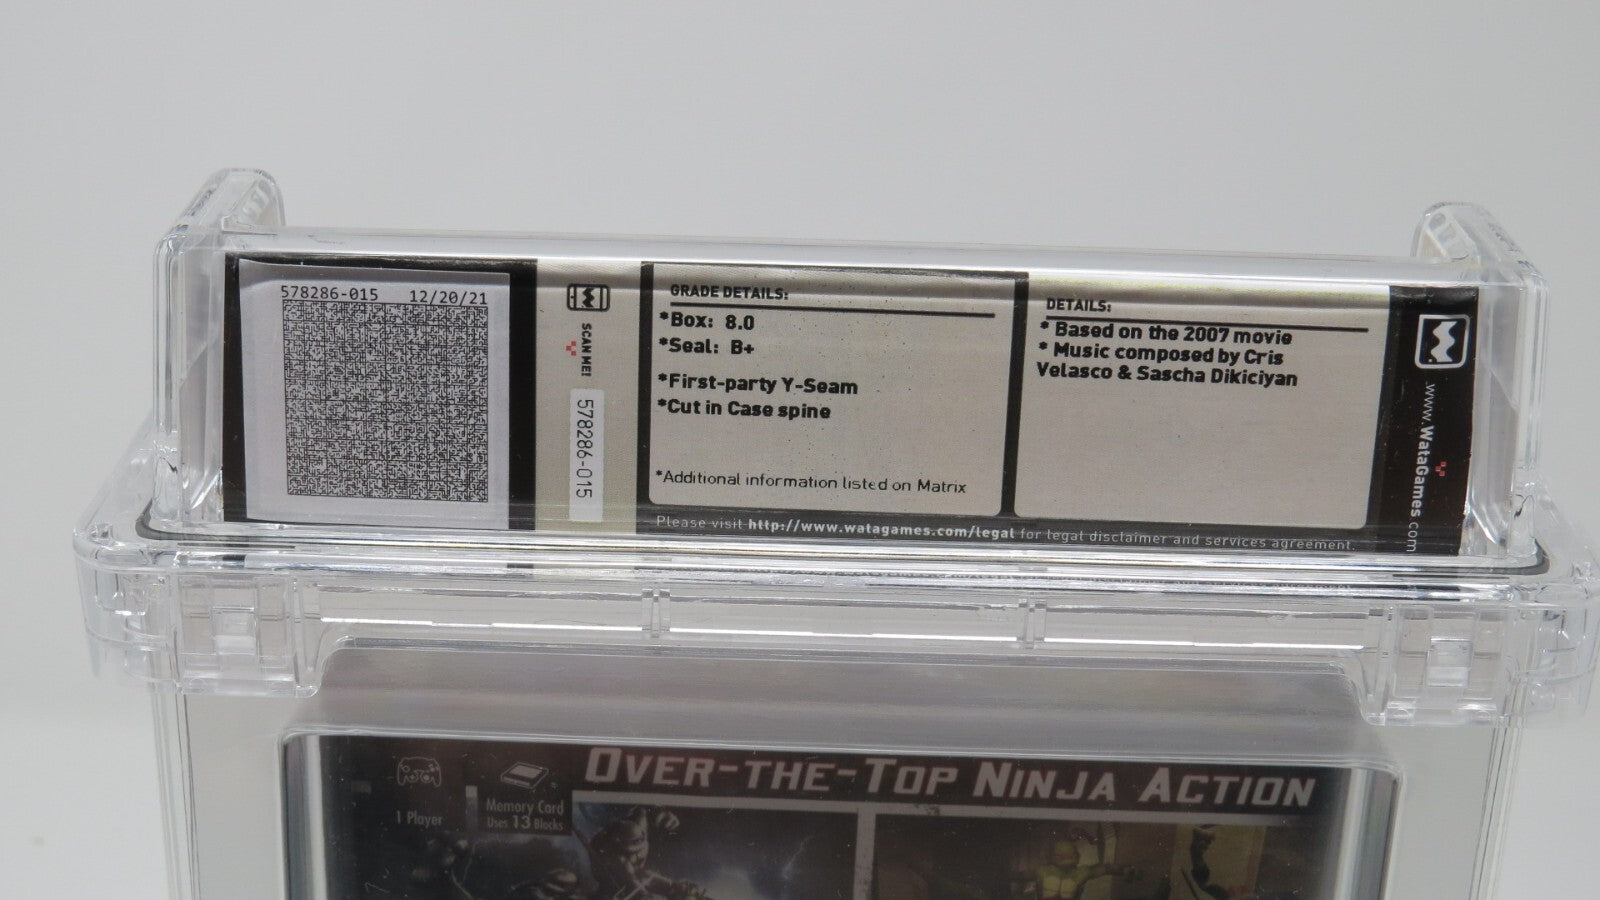 578286-015 12/20/21
SCAN ME!
578286-015
GRADE DETAILS:
*Box: 8.0
*Seal: B+
*First-party Y-Seam
*Cut in Case spine
*Additional information listed on Matrix
DETAILS:
* Based on the 2007 movie
* Music composed by Cris
Velasco & Sascha Dikiciyan
www.WataGames.com
Please visit http://www.watagames.com/legal for legal disclaimer and services agreement.
OVER-THE-TOP NINJA ACTION
1 Player
Memory Card
Uses 13 Blocks